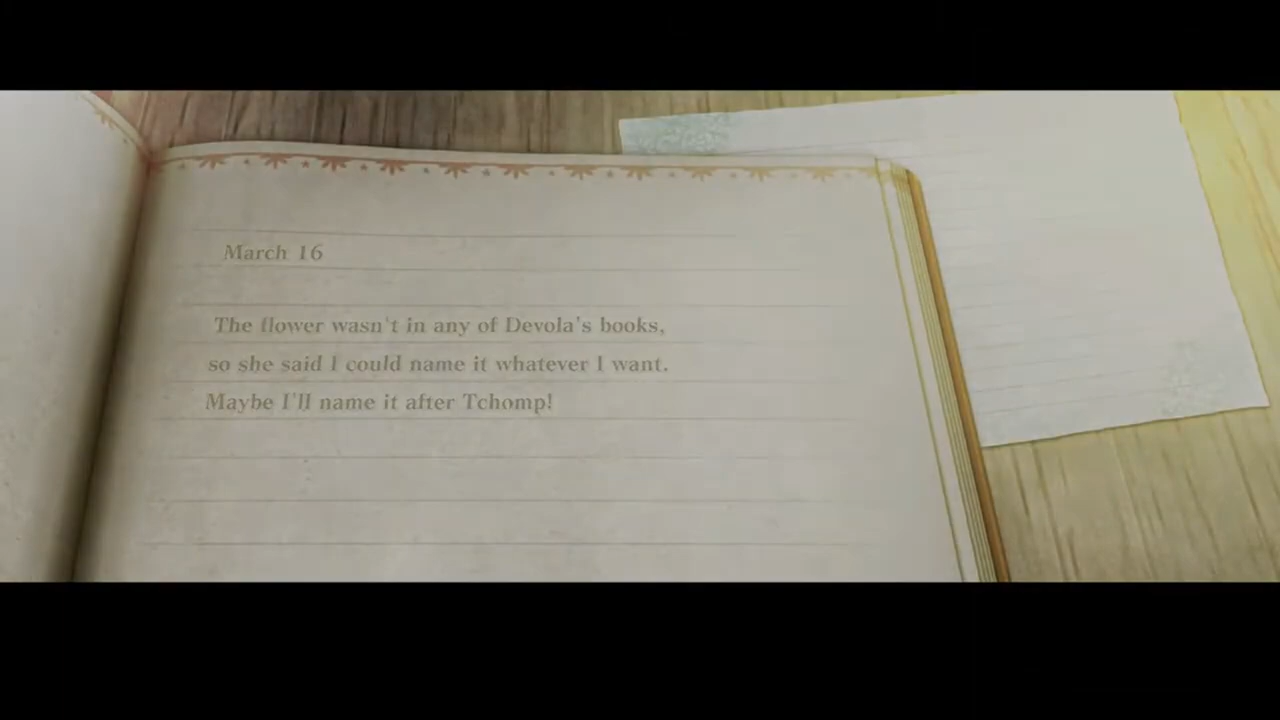 March 16
The flower wasn't in any of Devola's books,
so she said I could name it whatever I want.
Maybe I'll name it after Tchomp!